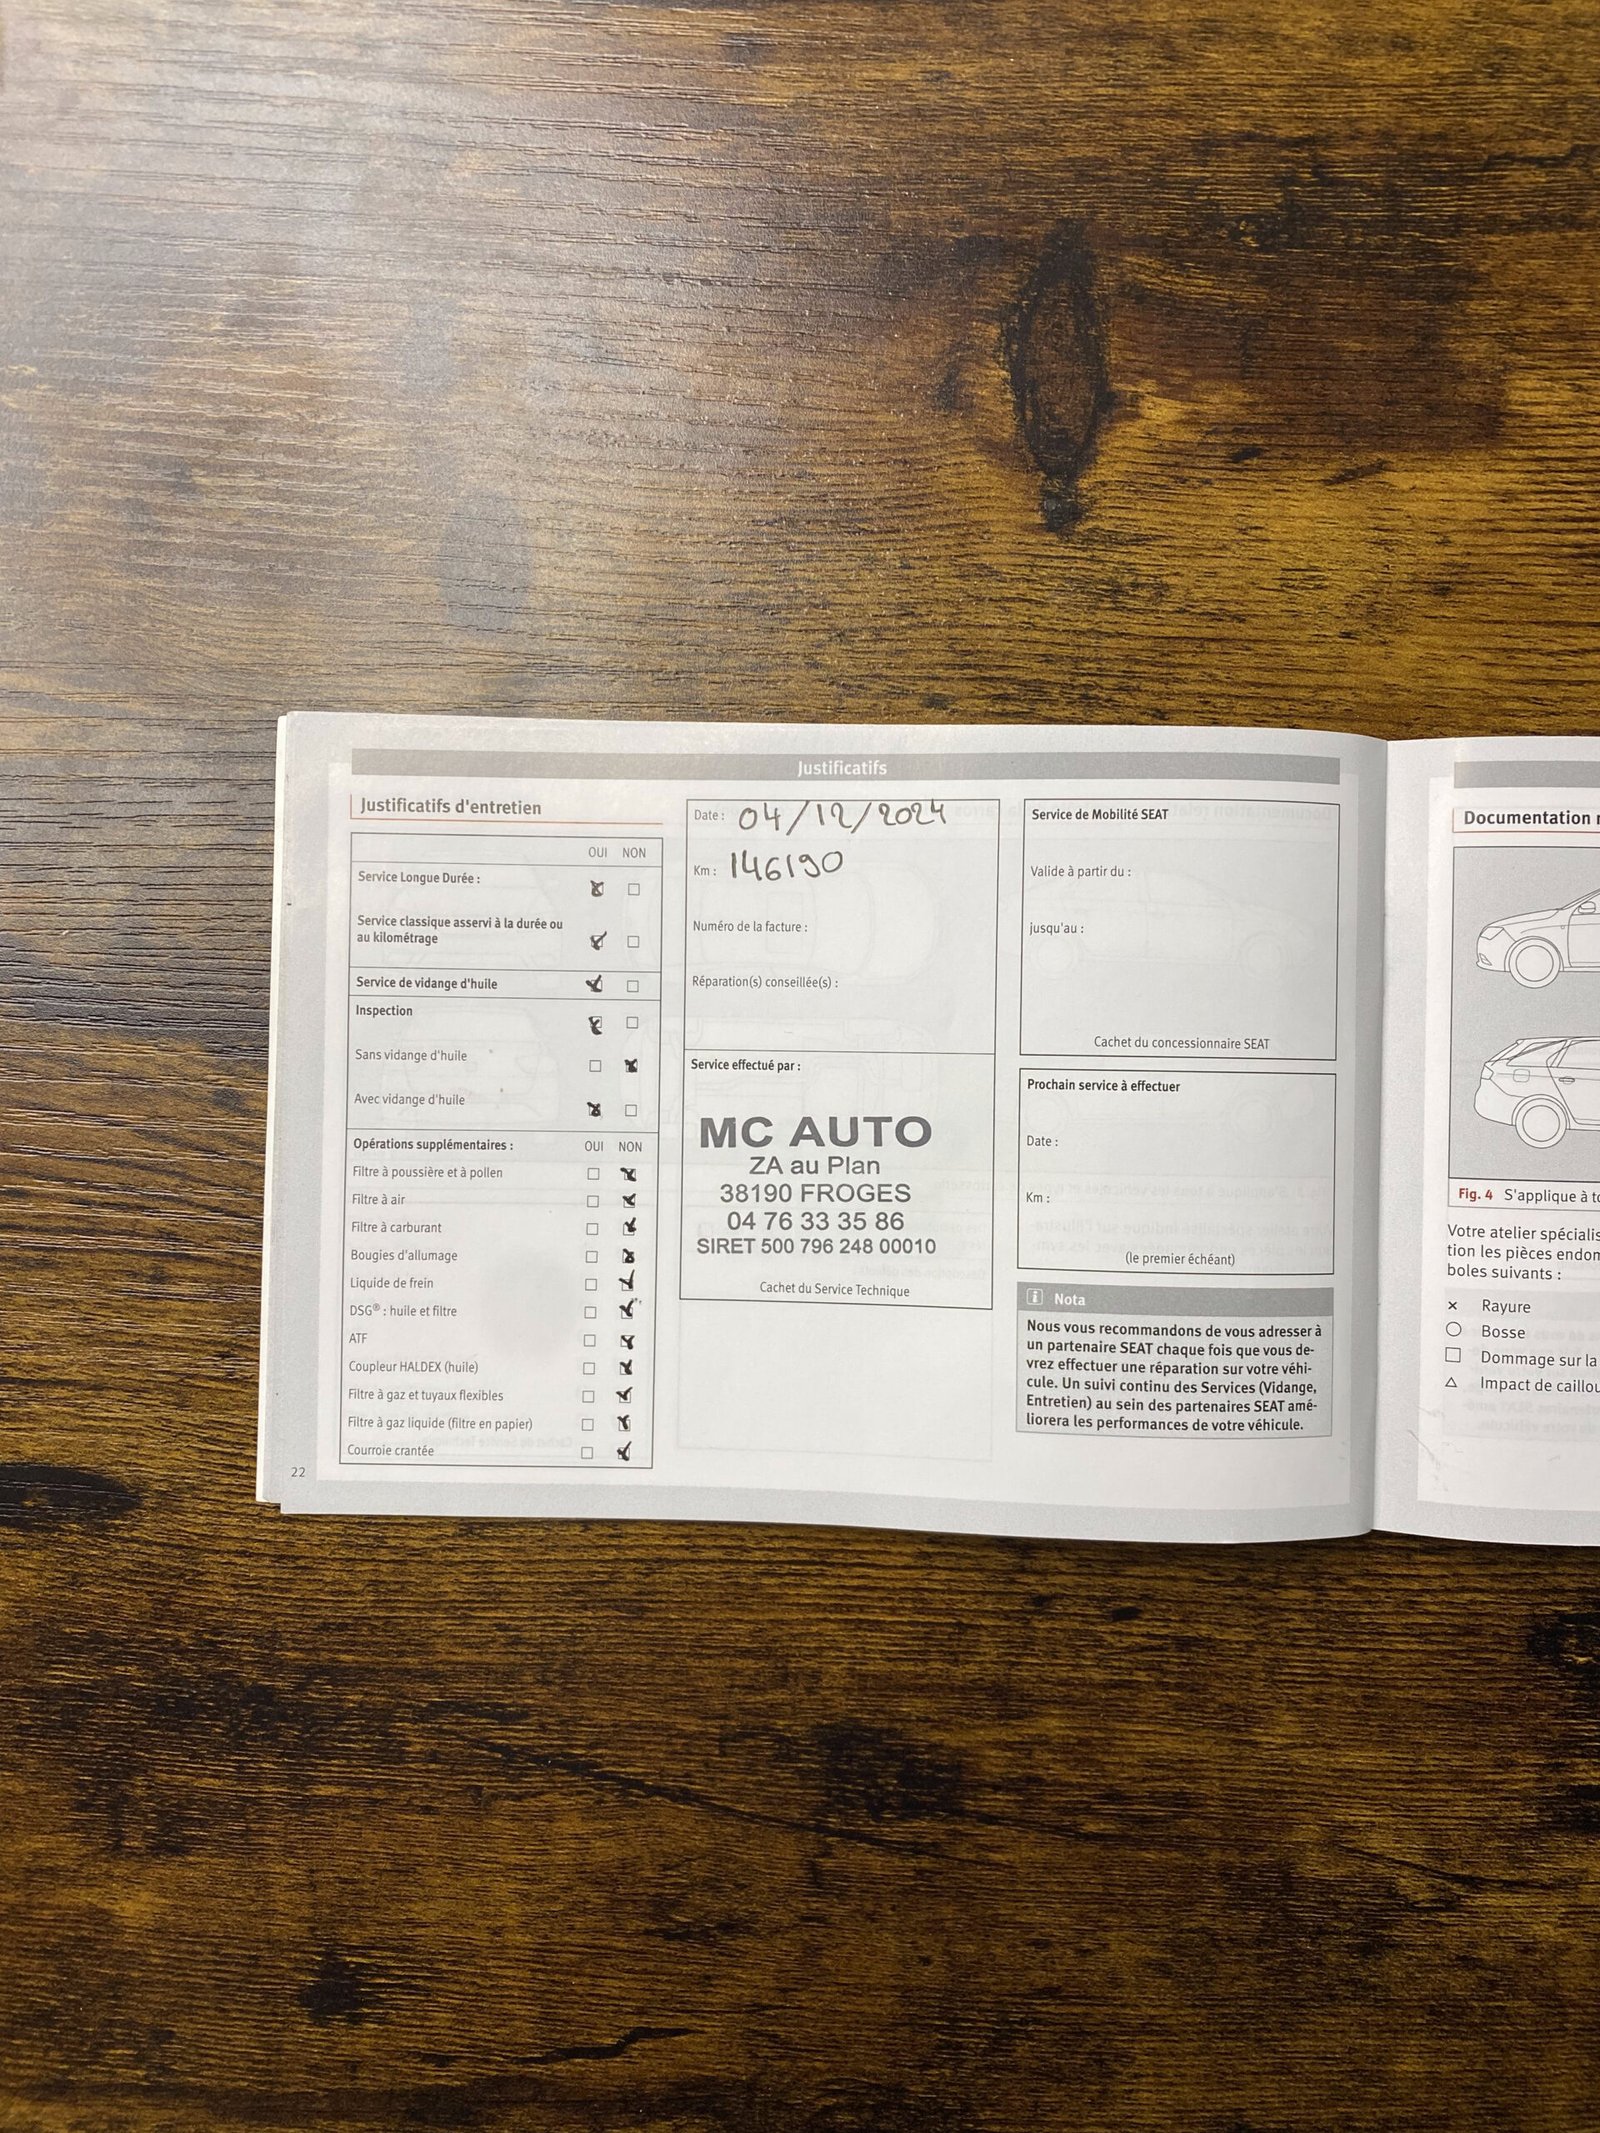 Justificatifs
Justificatifs d'entretien
OUI NON
Service Longue Durée :
Service classique asservi à la durée ou
au kilométrage
Service de vidange d'huile
Inspection
Sans vidange d'huile
Avec vidange d'huile
Opérations supplémentaires : OUI NON
Filtre à poussière et à pollen
Filtre à air
Filtre à carburant
Bougies d'allumage
Liquide de frein
DSG® : huile et filtre
ATF
Coupleur HALDEX (huile)
Filtre à gaz et tuyaux flexibles
Filtre à gaz liquide (filtre en papier)
Courroie crantée
22
Date : 04/12/2024
Km : 146190
Numéro de la facture :
Réparation(s) conseillée(s) :
Service effectué par :
MC AUTO
ZA au Plan
38190 FROGES
04 76 33 35 86
SIRET 500 796 248 00010
Cachet du Service Technique
Service de Mobilité SEAT
Valide à partir du :
jusqu'au :
Cachet du concessionnaire SEAT
Prochain service à effectuer
Date :
Km :
(le premier échéant)
i Nota
Nous vous recommandons de vous adresser à
un partenaire SEAT chaque fois que vous de-
vrez effectuer une réparation sur votre véhi-
cule. Un suivi continu des Services (Vidange,
Entretien) au sein des partenaires SEAT amé-
liorera les performances de votre véhicule.
Documentation
Fig. 4 S'applique à
Votre atelier
tion les pièces
boles suivants :
× Rayure
○ Bosse
□ Dommage sur la
△ Impact de